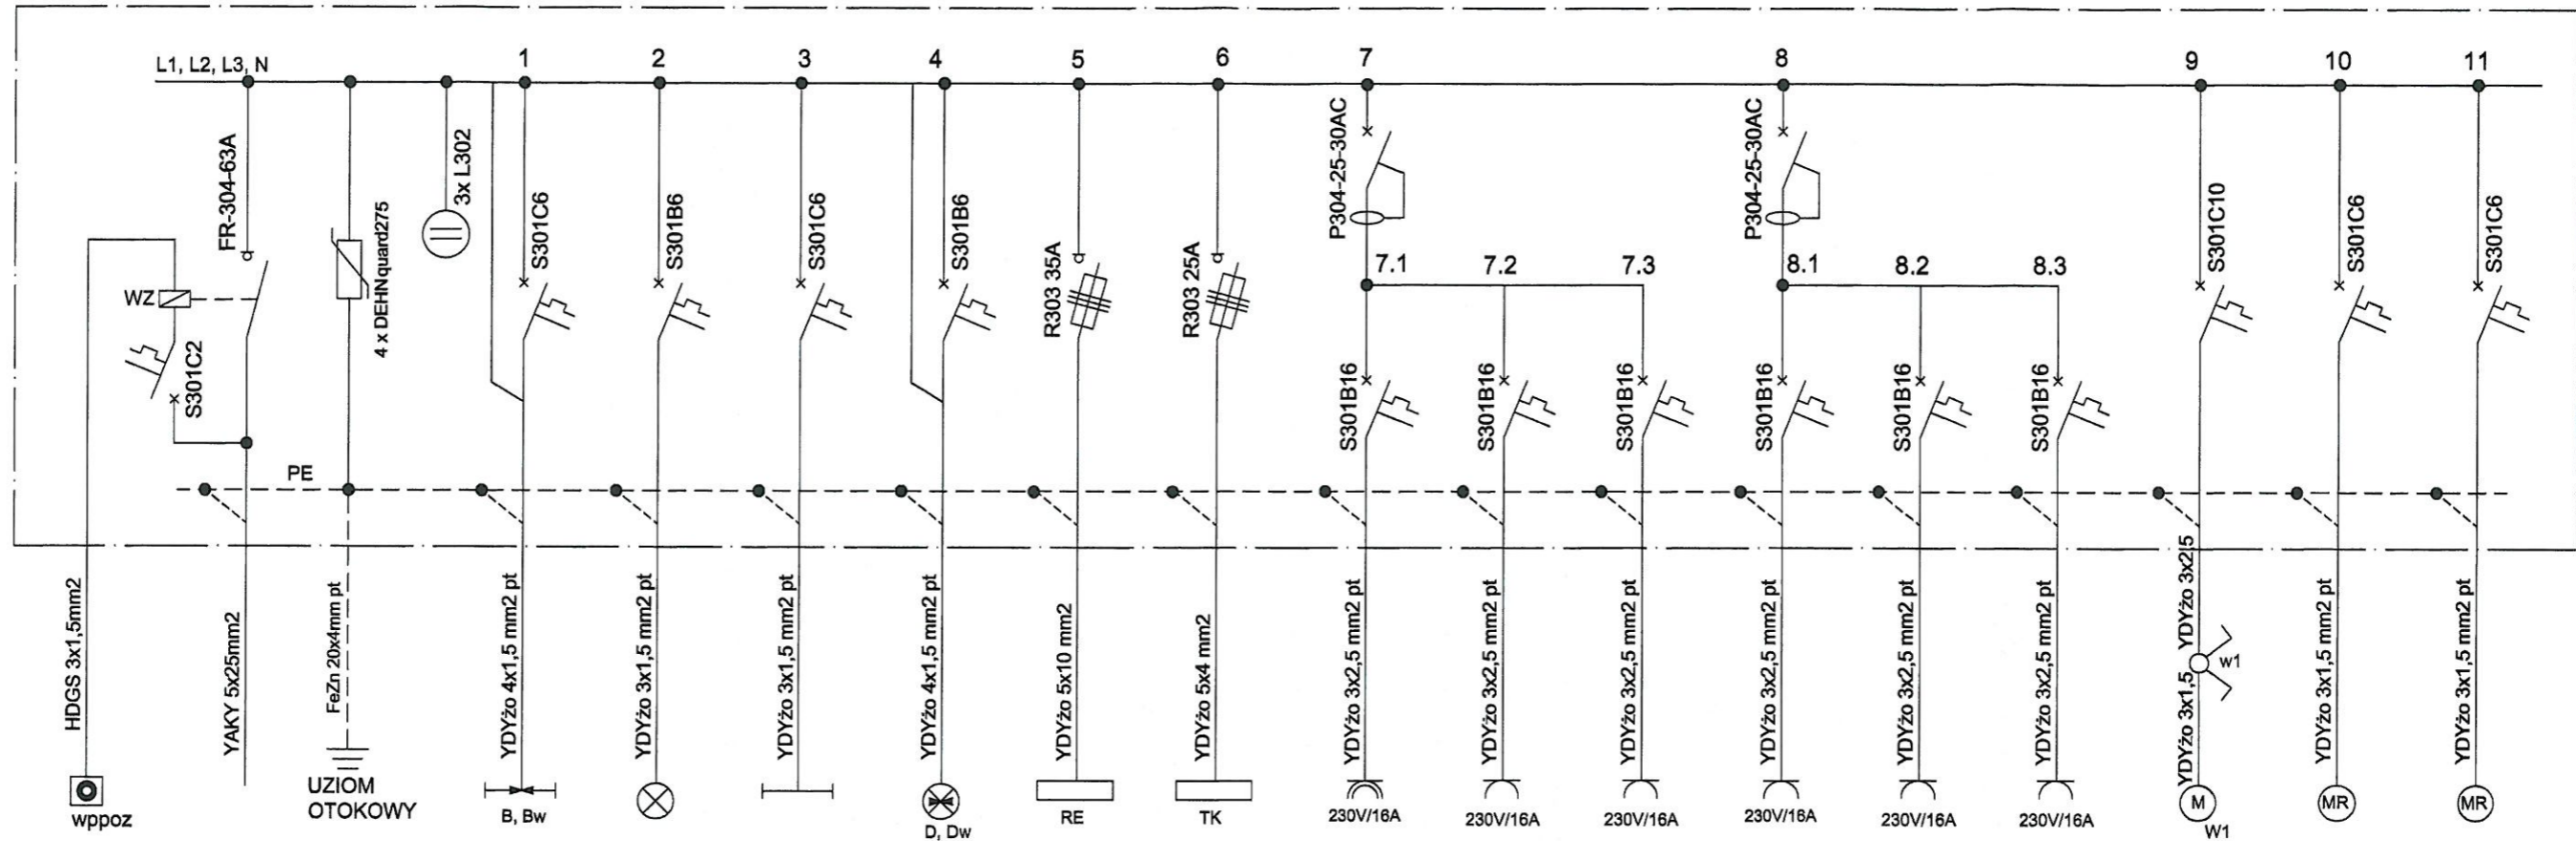 L1, L2, L3, N
1
2
3
4
5
6
7
8
9
10
11
FR-304-63A
WZ
S301C2
4 x DEHNquard275
3x L302
S301C6
S301B6
S301C6
S301B6
R303 35A
R303 25A
P304-25-30AC
7.1
7.2
7.3
S301B16
S301B16
S301B16
P304-25-30AC
8.1
8.2
8.3
S301B16
S301B16
S301B16
S301C10
S301C6
S301C6
PE
HDGS 3x1,5mm2
YAKY 5x25mm2
FeZn 20x4mm pt
YDYżo 4x1,5 mm2 pt
YDYżo 3x1,5 mm2 pt
YDYżo 3x1,5 mm2 pt
YDYżo 4x1,5 mm2 pt
YDYżo 5x10 mm2
YDYżo 5x4 mm2
YDYżo 3x2,5 mm2 pt
YDYżo 3x2,5 mm2 pt
YDYżo 3x2,5 mm2 pt
YDYżo 3x2,5 mm2 pt
YDYżo 3x2,5 mm2 pt
YDYżo 3x2,5 mm2 pt
YDYżo 3x1,5 YDYżo 3x2,5
w1
YDYżo 3x1,5 mm2 pt
YDYżo 3x1,5 mm2 pt
wppoz
UZIOM
OTOKOWY
B, Bw
D, Dw
RE
TK
230V/16A
230V/16A
230V/16A
230V/16A
230V/16A
230V/16A
M
W1
MR
MR